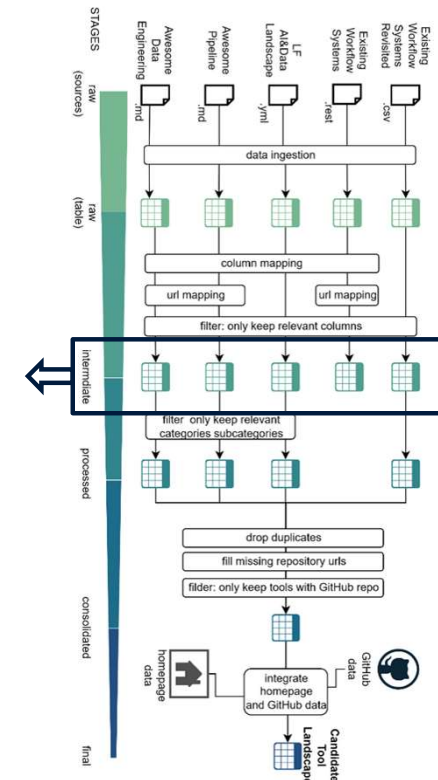 STAGES
Awesome
Data
Engineering
Awesome
Pipeline
LF
AI&Data
Landscape
Existing
Workflow
Systems
Existing
Workflow
Systems
Revisited
.md
.md
.yml
.rest
.csv
raw
(sources)
data ingestion
raw
(table)
column mapping
url mapping
url mapping
filter: only keep relevant columns
intermdiate
filter only keep relevant
categories subcategories
processed
drop duplicates
fill missing repository urls
filder: only keep tools with GitHub repo
consolidated
homepage
data
GitHub
data
integrate
homepage
and GitHub data
Candidate
Tool
Landscape
final